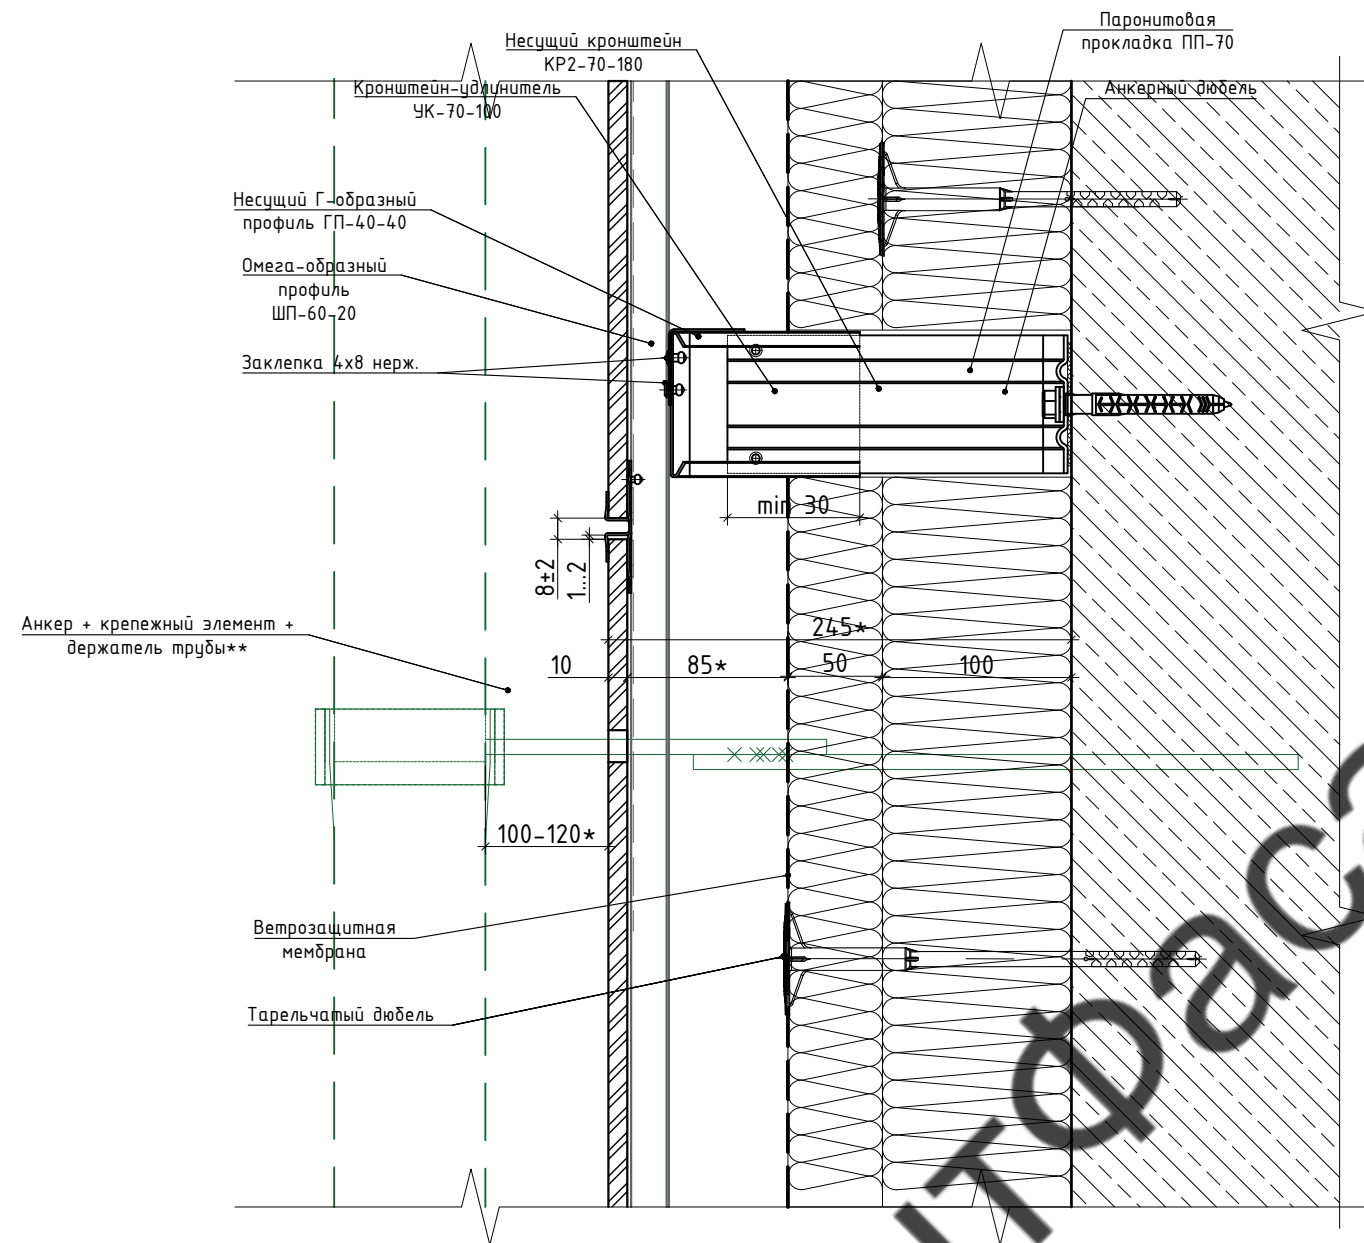 Паронитовая
прокладка ПП-70
Несущий кронштейн
КР2-70-180
Кронштейн-удлинитель
УК-70-100
Анкерный дюбель
Несущий Г-образный
профиль ГП-40-40
Омега-образный
профиль
ШП-60-20
Заклепка 4х8 нерж.
min 30
8±2
1...2
Анкер + крепежный элемент +
держатель трубы**
245*
10
85*
50
100
100-120*
Ветрозащитная
мембрана
Тарельчатый дюбель